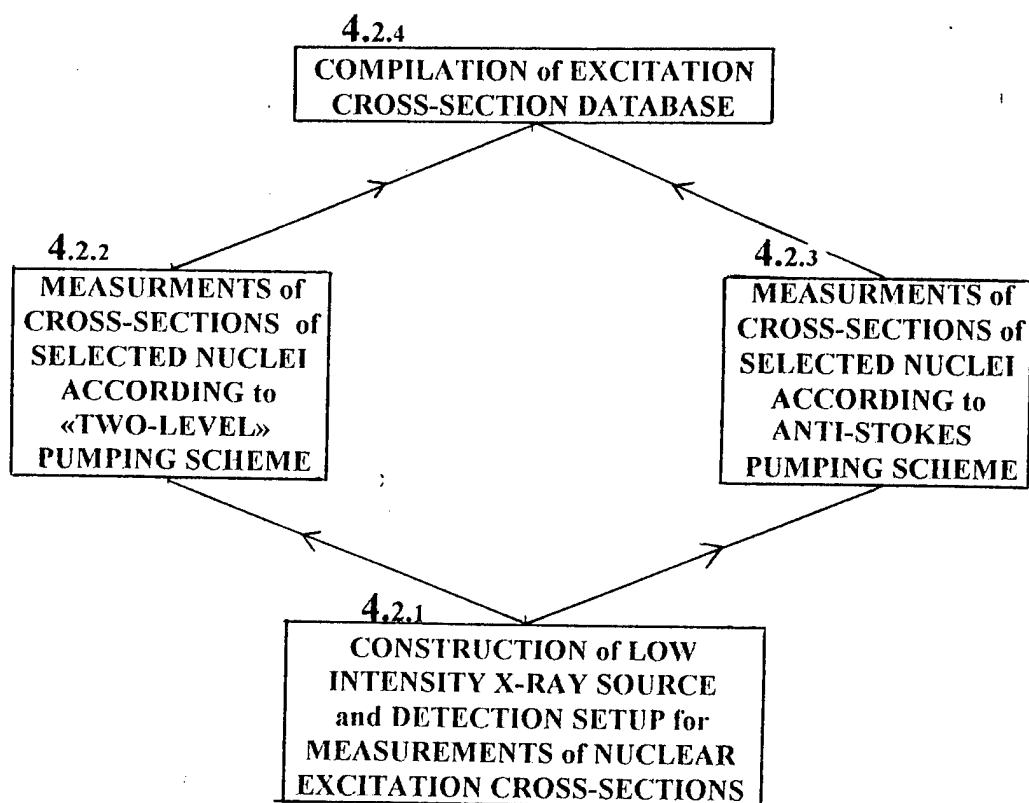 4.2.4
COMPILATION of EXCITATION
CROSS-SECTION DATABASE
4.2.2
MEASURMENTS of
CROSS-SECTIONS of
SELECTED NUCLEI
ACCORDING to
«TWO-LEVEL»
PUMPING SCHEME
4.2.3
MEASURMENTS of
CROSS-SECTIONS of
SELECTED NUCLEI
ACCORDING to
ANTI-STOKES
PUMPING SCHEME
4.2.1
CONSTRUCTION of LOW
INTENSITY X-RAY SOURCE
and DETECTION SETUP for
MEASUREMENTS of NUCLEAR
EXCITATION CROSS-SECTIONS